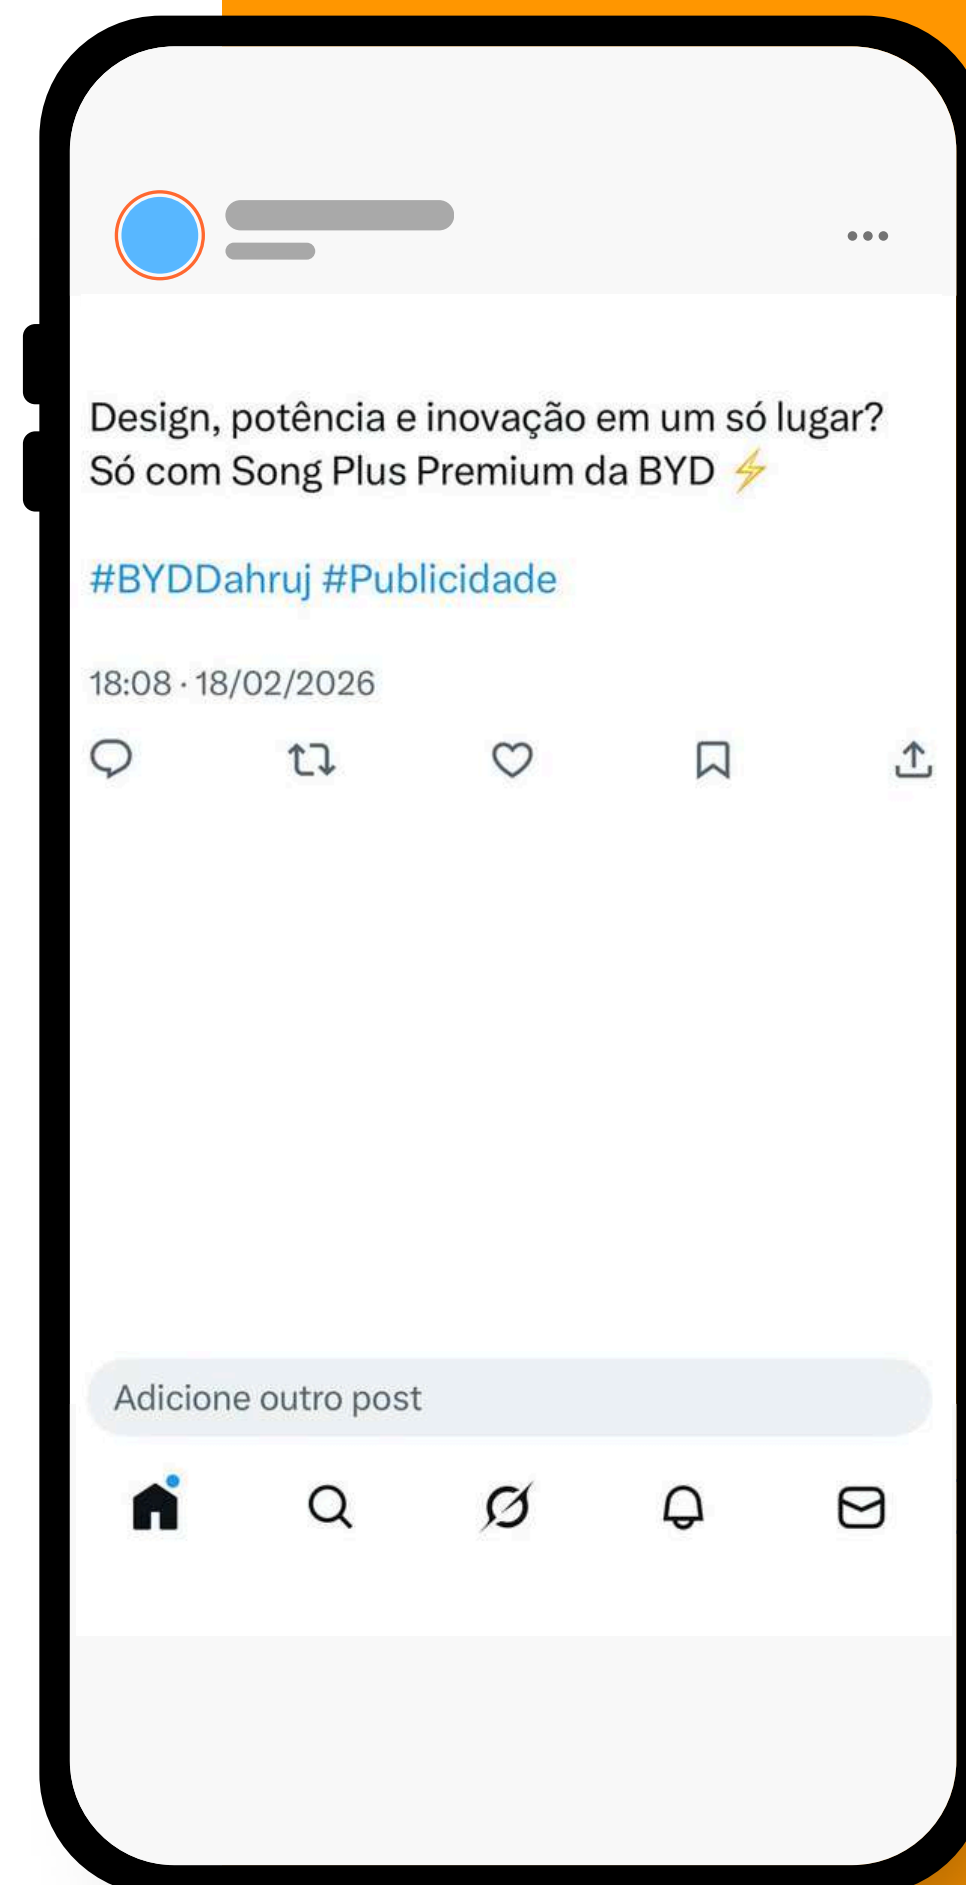 Design, potência e inovação em um só lugar?
Só com Song Plus Premium da BYD ⚡
#BYDDahruj #Publicidade
18:08 · 18/02/2026
Adicione outro post